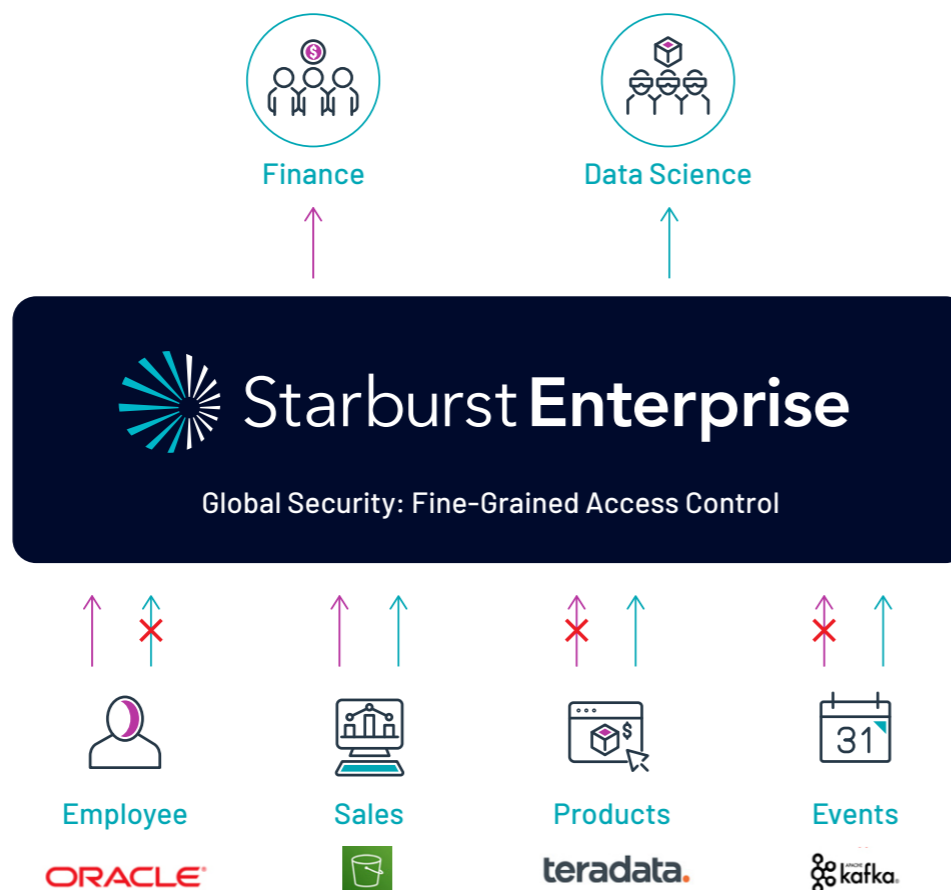 Finance
Data Science
Starburst Enterprise
Global Security: Fine-Grained Access Control
$
31
Employee
Sales
Products
Events
ORACLE®
teradata.
APACHE
kafka®